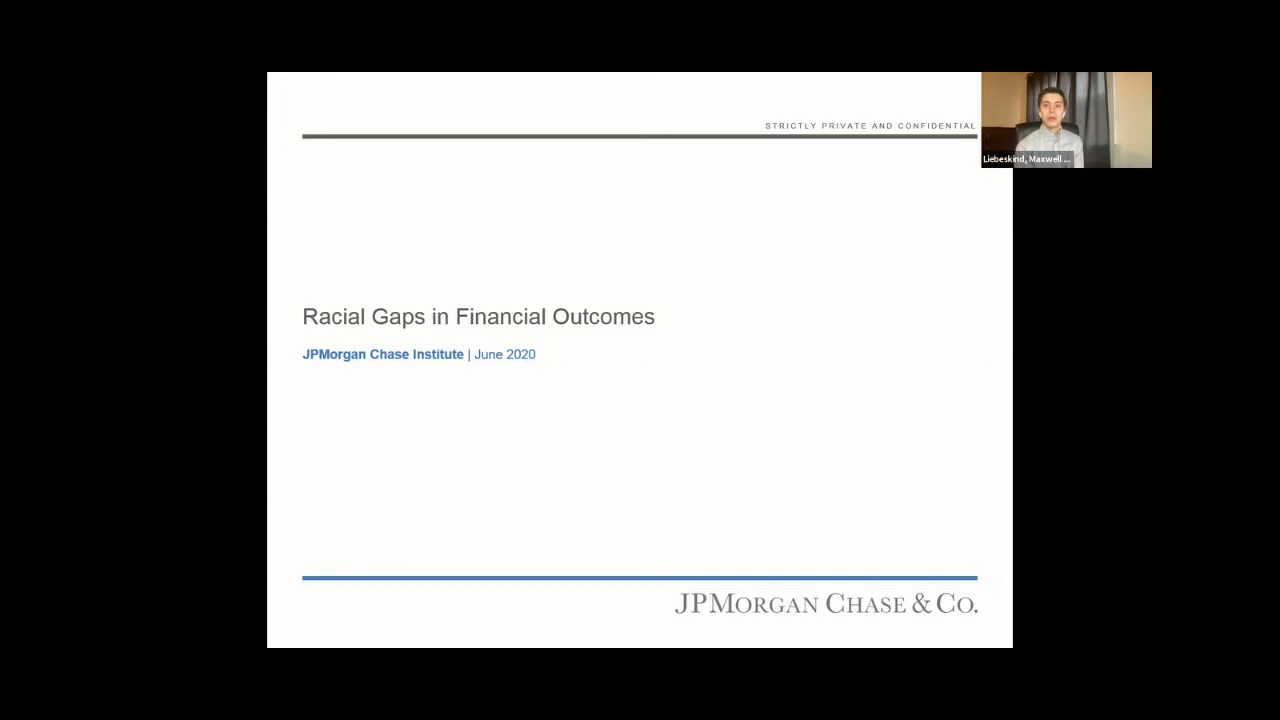 STRICTLY PRIVATE AND CONFIDENTIAL
Liebeskind, Maxwell ...
Racial Gaps in Financial Outcomes
JPMorgan Chase Institute | June 2020
JPMORGAN CHASE & CO.